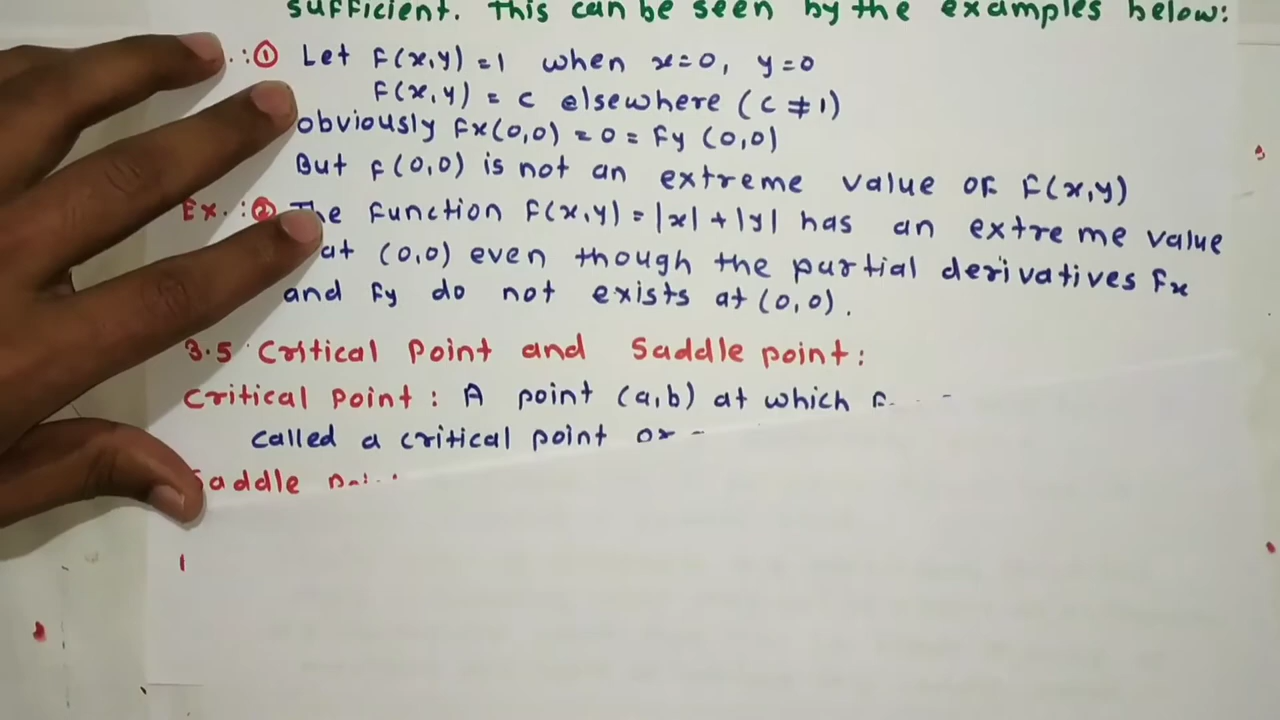 sufficient. This can be seen by the examples below:
.:① Let f(x,y) = 1 when x=0, y=0
f(x,y) = c elsewhere (c ≠ 1)
obviously fx(0,0) = 0 = fy (0,0)
But f(0,0) is not an extreme value of f(x,y)
Ex.:② The function f(x,y) = |x| + |y| has an extreme value
at (0,0) even though the partial derivatives fx
and fy do not exists at (0,0).
3.5 Critical Point and Saddle point:
Critical Point: A point (a,b) at which
called a critical point or
Saddle